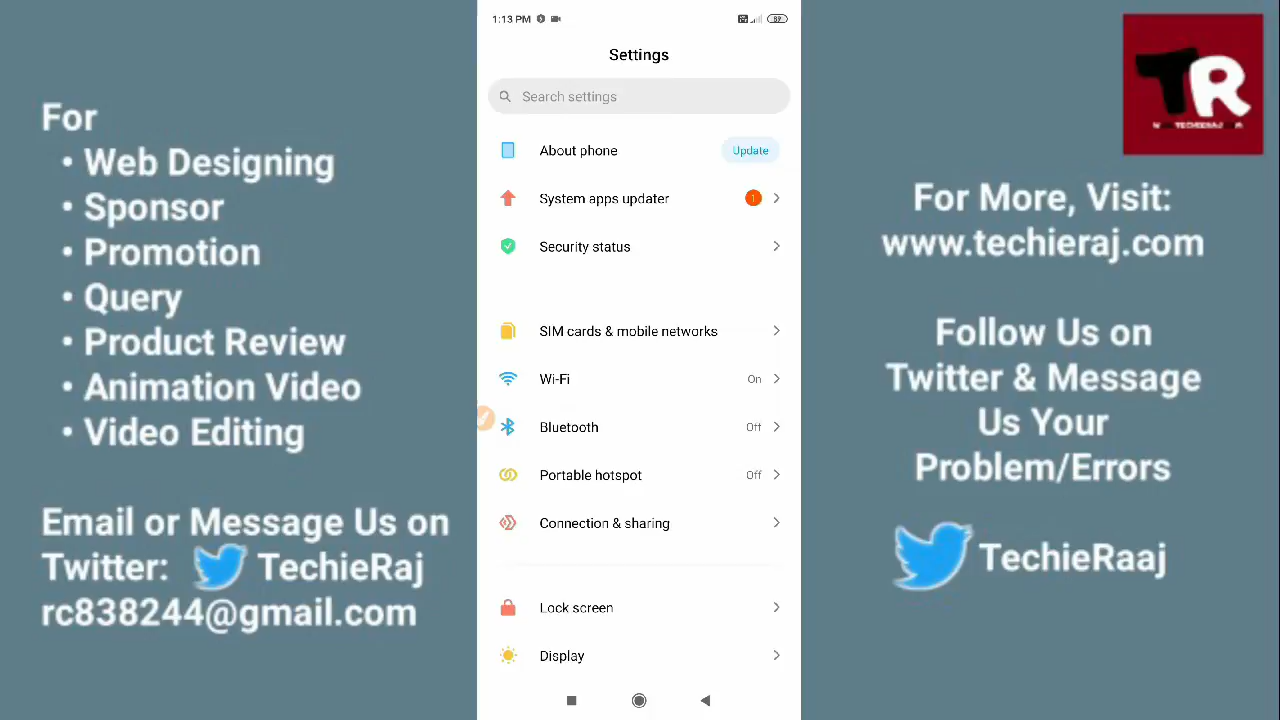 For
• Web Designing
• Sponsor
• Promotion
• Query
• Product Review
• Animation Video
• Video Editing
Email or Message Us on
Twitter: TechieRaj
rc838244@gmail.com
1:13 PM
89
Settings
Search settings
About phone
Update
System apps updater
1
Security status
SIM cards & mobile networks
Wi-Fi
On
Bluetooth
Off
Portable hotspot
Off
Connection & sharing
Lock screen
Display
TR
For More, Visit:
www.techieraj.com
Follow Us on
Twitter & Message
Us Your
Problem/Errors
TechieRaaj